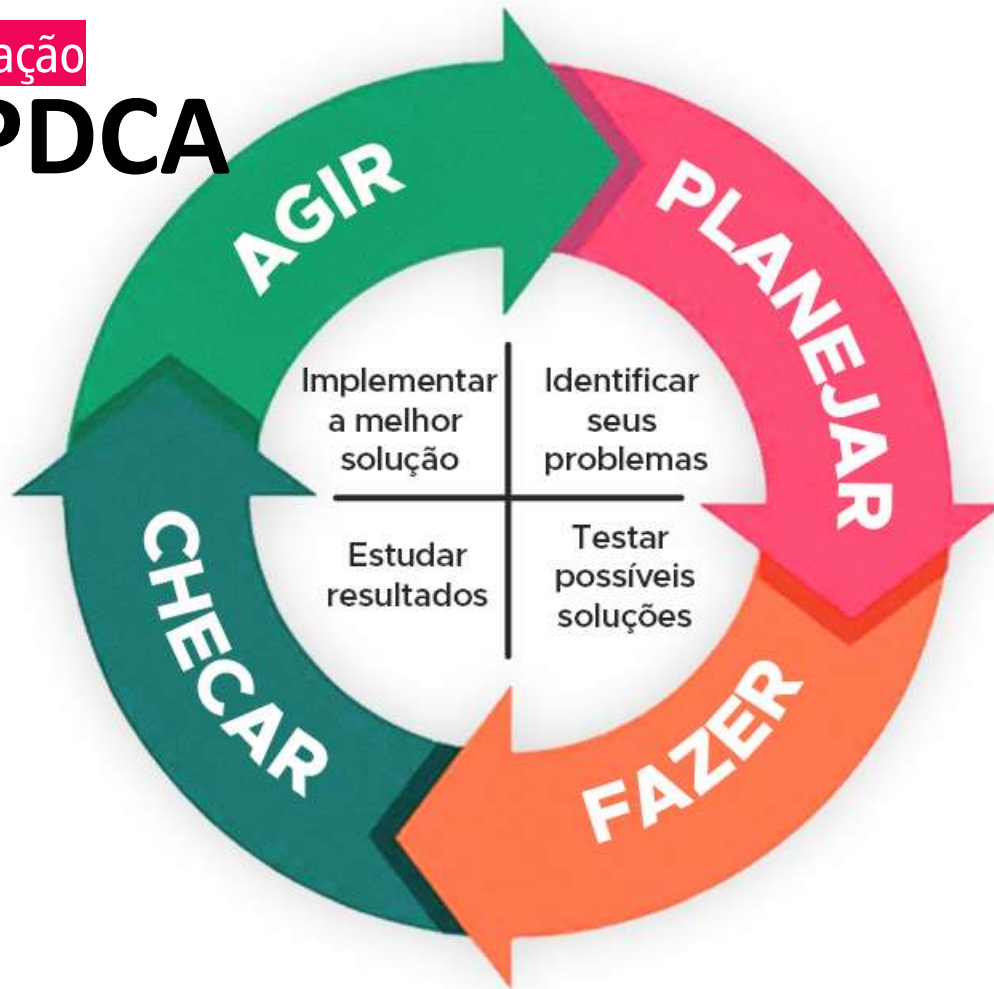 ação
PDCA
AGIR
PLANEJAR
Implementar
a melhor
solução
Identificar
seus
problemas
Estudar
resultados
Testar
possíveis
soluções
CHECAR
FAZER